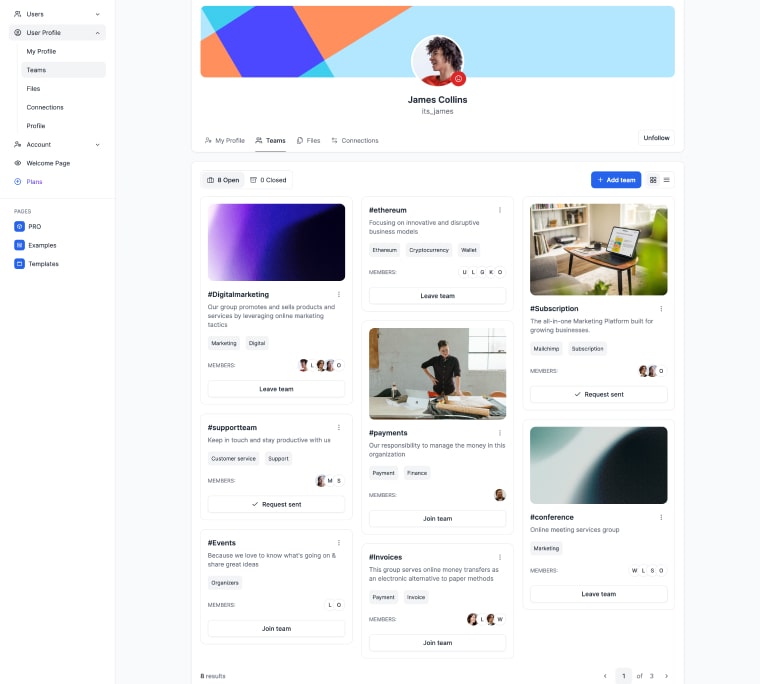 Users
User Profile
My Profile
Teams
Files
Connections
Profile
Account
Welcome Page
Plans
PAGES
PRO
Examples
Templates
James Collins
its_james
My Profile
Teams
Files
Connections
Unfollow
8 Open
0 Closed
Add team
#Digitalmarketing
Our group promotes and sells products and
services by leveraging online marketing
tactics
Marketing
Digital
MEMBERS:
L
O
Leave team
#supportteam
Keep in touch and stay productive with us
Customer service
Support
MEMBERS:
M S
Request sent
#Events
Because we love to know what's going on &
share great ideas
Organizers
MEMBERS:
L O
Join team
#ethereum
Focusing on innovative and disruptive
business models
Ethereum
Cryptocurrency
Wallet
MEMBERS:
U L G K O
Leave team
#payments
Our responsibility to manage the money in this
organization
Payment
Finance
MEMBERS:
Join team
#Invoices
This group serves online money transfers as
an electronic alternative to paper methods
Payment
Invoice
MEMBERS:
L
W
Join team
#Subscription
The all-in-one Marketing Platform built for
growing businesses.
Mailchimp
Subscription
MEMBERS:
O
Request sent
#conference
Online meeting services group
Marketing
MEMBERS:
W L S O
Leave team
8 results
1 of 3